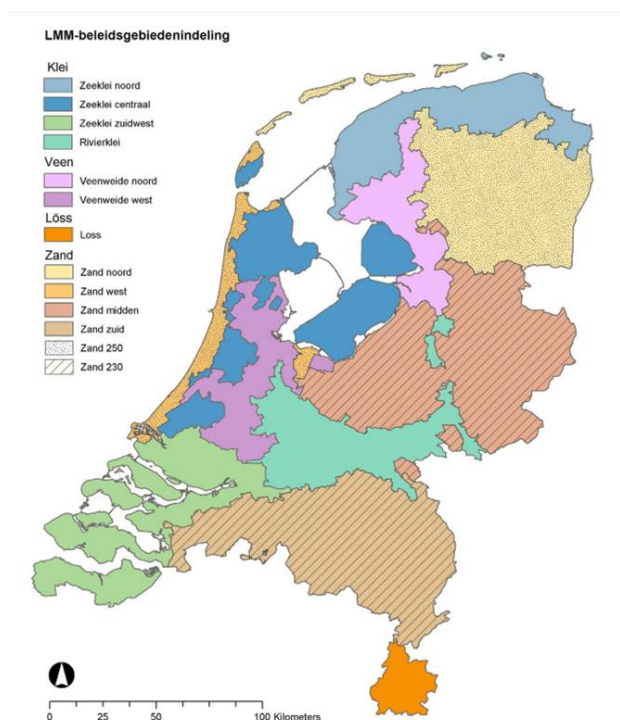 LMM-beleidsgebiedenindeling
Klei
Zeeklei noord
Zeeklei centraal
Zeeklei zuidwest
Rivierklei
Veen
Veenweide noord
Veenweide west
Löss
Loss
Zand
Zand noord
Zand west
Zand midden
Zand zuid
Zand 250
Zand 230
0 25 50 100 Kilometers